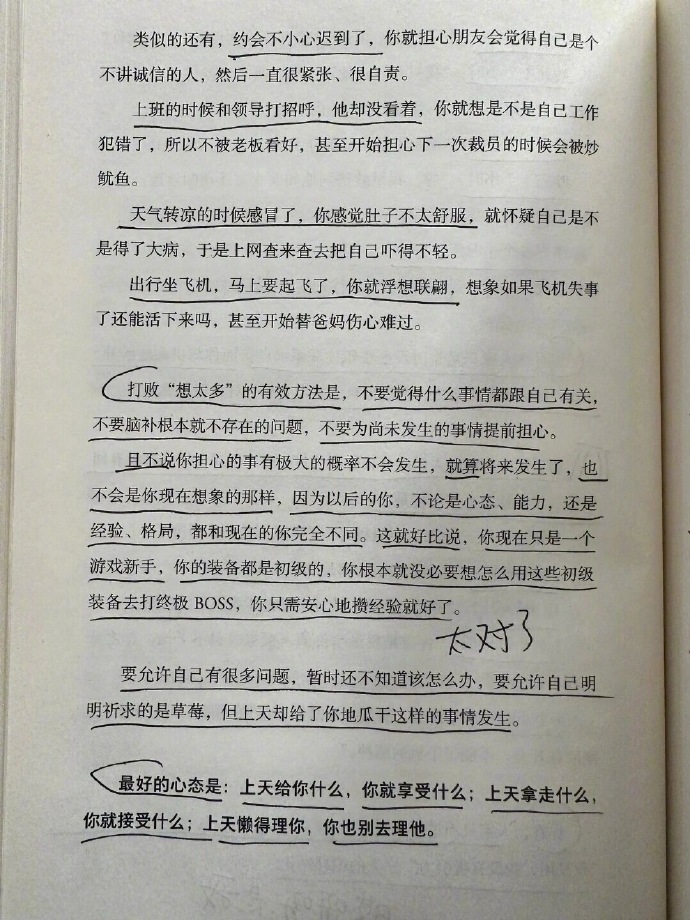 类似的还有，约会不小心迟到了，你就担心朋友会觉得自己是个
不讲诚信的人，然后一直很紧张、很自责。
上班的时候和领导打招呼，他却没看着，你就想是不是自己工作
犯错了，所以不被老板看好，甚至开始担心下一次裁员的时候会被炒
鱿鱼。
天气转凉的时候感冒了，你感觉肚子不太舒服，就怀疑自己是不
是得了大病，于是上网查来查去把自己吓得不轻。
出行坐飞机，马上要起飞了，你就浮想联翩，想象如果飞机失事
了还能活下来吗，甚至开始替爸妈伤心难过。
打败“想太多”的有效方法是，不要觉得什么事情都跟自己有关，
不要脑补根本就不存在的问题，不要为尚未发生的事情提前担心。
且不说你担心的事有极大的概率不会发生，就算将来发生了，也
不会是你现在想象的那样，因为以后的你，不论是心态、能力，还是
经验、格局，都和现在的你完全不同。这就好比说，你现在只是一个
游戏新手，你的装备都是初级的，你根本就没必要想怎么用这些初级
装备去打终极 BOSS，你只需安心地攒经验就好了。
太对了
要允许自己有很多问题，暂时还不知道该怎么办，要允许自己明
明祈求的是草莓，但上天却给了你地瓜干这样的事情发生。
最好的心态是：上天给你什么，你就享受什么；上天拿走什么，
你就接受什么；上天懒得理你，你也别去理他。